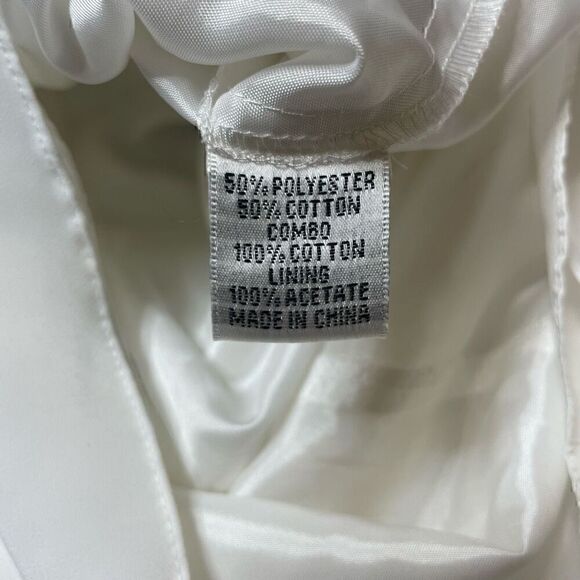 50% POLYESTER
50% COTTON
COMBO
100% COTTON
LINING
100% ACETATE
MADE IN CHINA